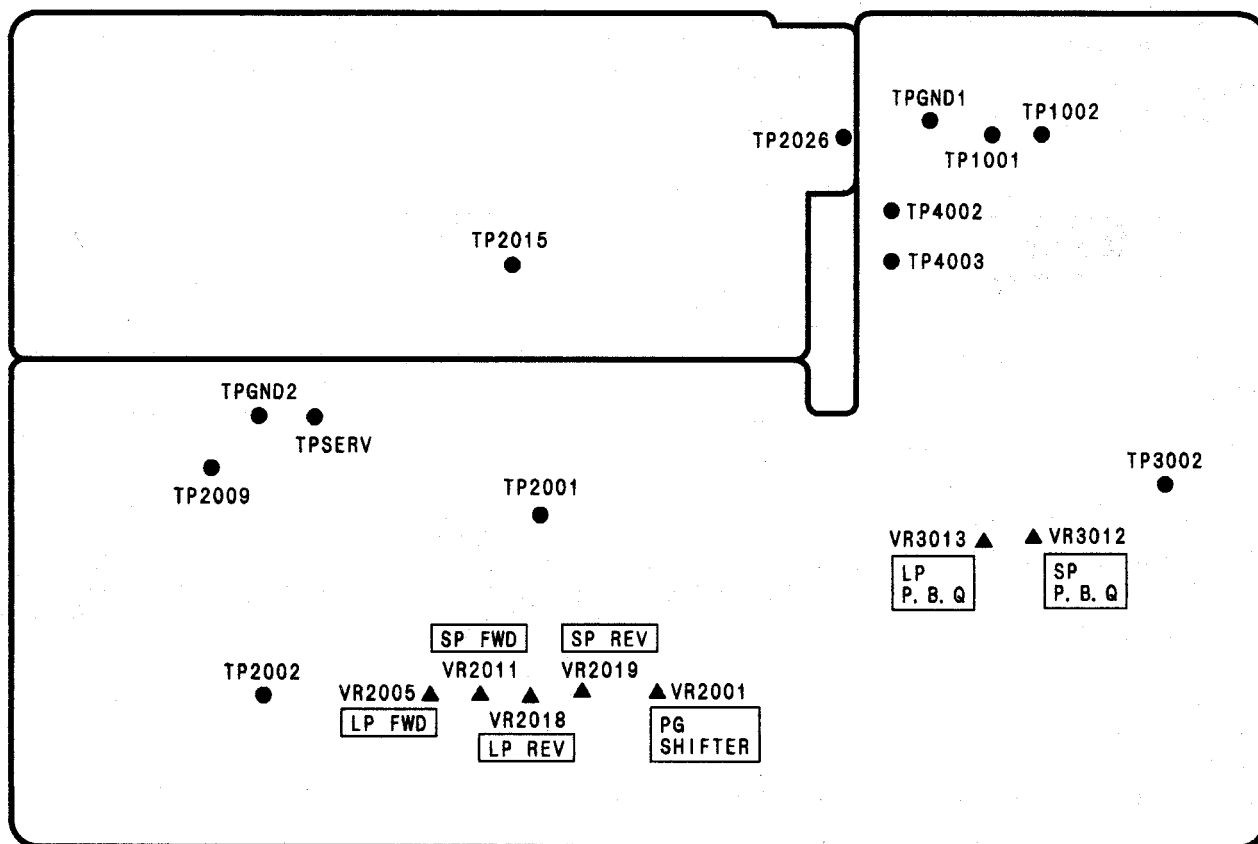 TPGND1
TP1002
TP2026
TP1001
TP4002
TP2015
TP4003
TPGND2
TPSERV
TP2009
TP2001
TP3002
VR3013
LP
P. B. Q
VR3012
SP
P. B. Q
SP FWD
SP REV
TP2002
VR2005
LP FWD
VR2011
VR2018
LP REV
VR2019
VR2001
PG
SHIFTER